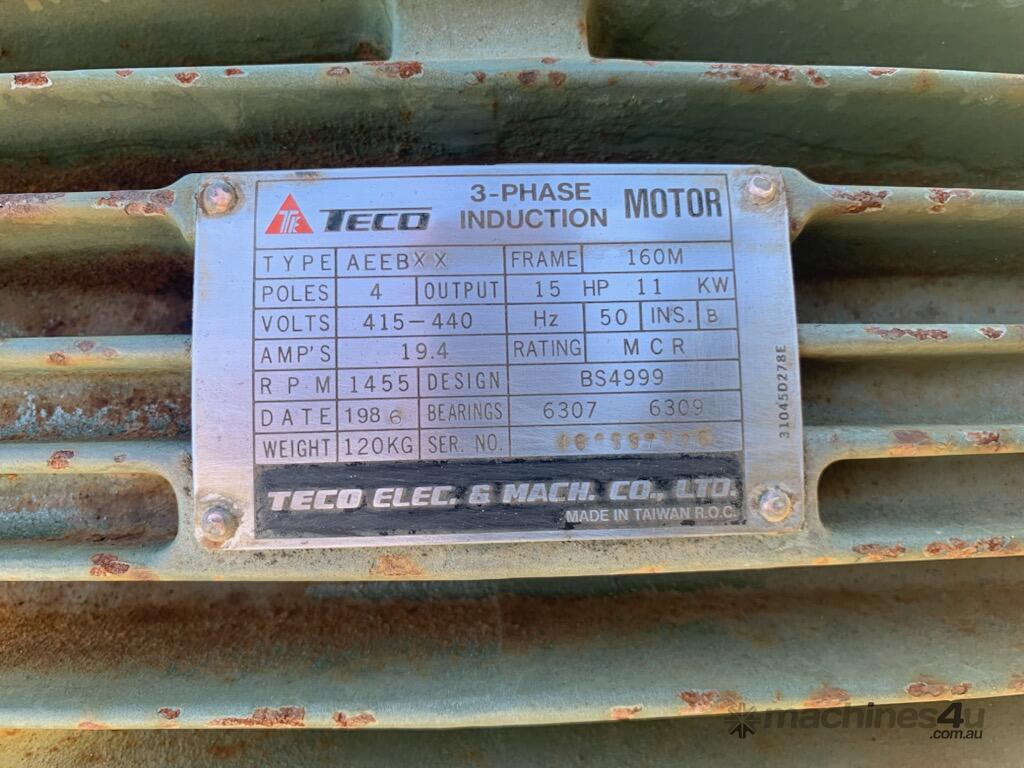 TECO 3-PHASE INDUCTION MOTOR
TYPE AEEBXX FRAME 160M
POLES 4 OUTPUT 15 HP 11 KW
VOLTS 415-440 Hz 50 INS. B
AMP'S 19.4 RATING MCR
RPM 1455 DESIGN BS4999
DATE 1986 BEARINGS 6307 6309
WEIGHT 120KG SER. NO.
TECO ELEC. & MACH. CO., LTD.
MADE IN TAIWAN R.O.C.
310450278E
machines4u
.com.au